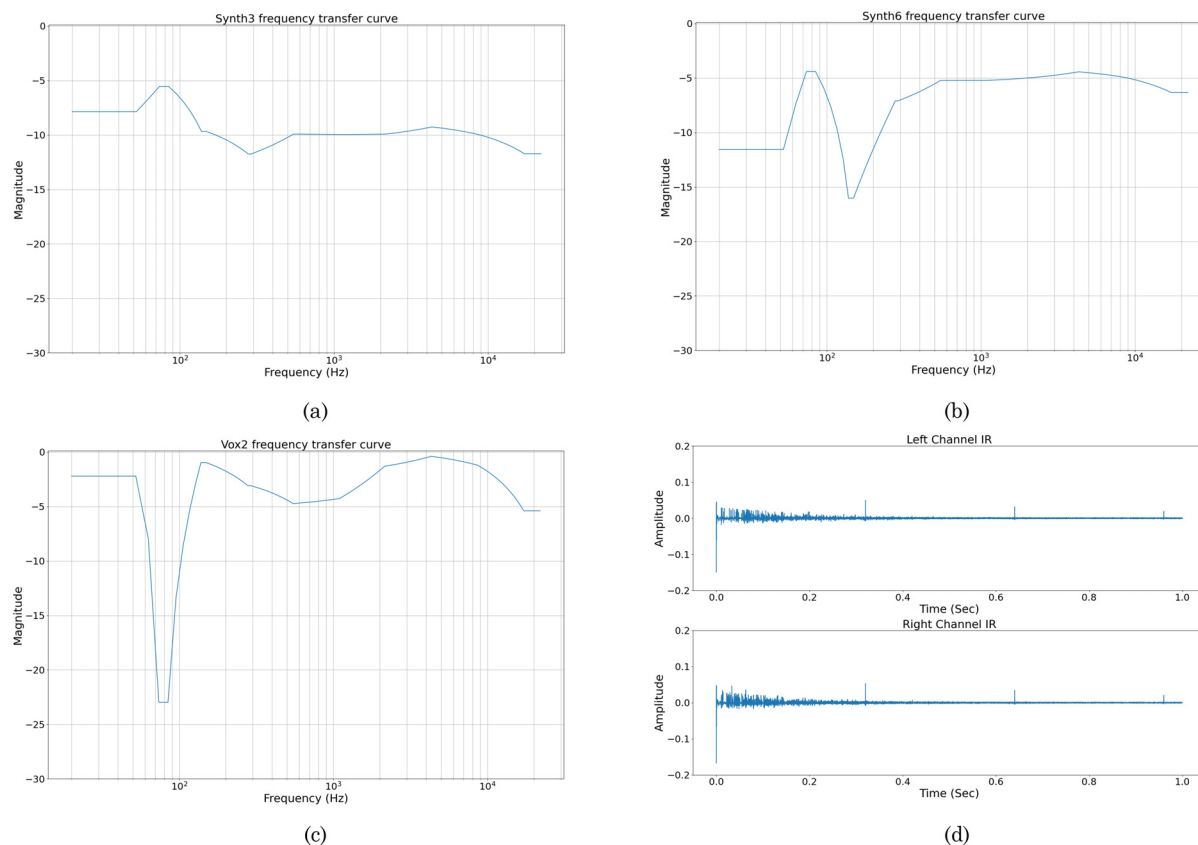 Synth3 frequency transfer curve
0
−5
−10
−15
−20
−25
−30
Magnitude
10²
10³
10⁴
Frequency (Hz)
(a)
Synth6 frequency transfer curve
0
−5
−10
−15
−20
−25
−30
Magnitude
10²
10³
10⁴
Frequency (Hz)
(b)
Vox2 frequency transfer curve
0
−5
−10
−15
−20
−25
−30
Magnitude
10²
10³
10⁴
Frequency (Hz)
(c)
Left Channel IR
0.2
0.1
0.0
−0.1
−0.2
Amplitude
0.0 0.2 0.4 0.6 0.8 1.0
Time (Sec)
Right Channel IR
0.2
0.1
0.0
−0.1
−0.2
Amplitude
0.0 0.2 0.4 0.6 0.8 1.0
Time (Sec)
(d)